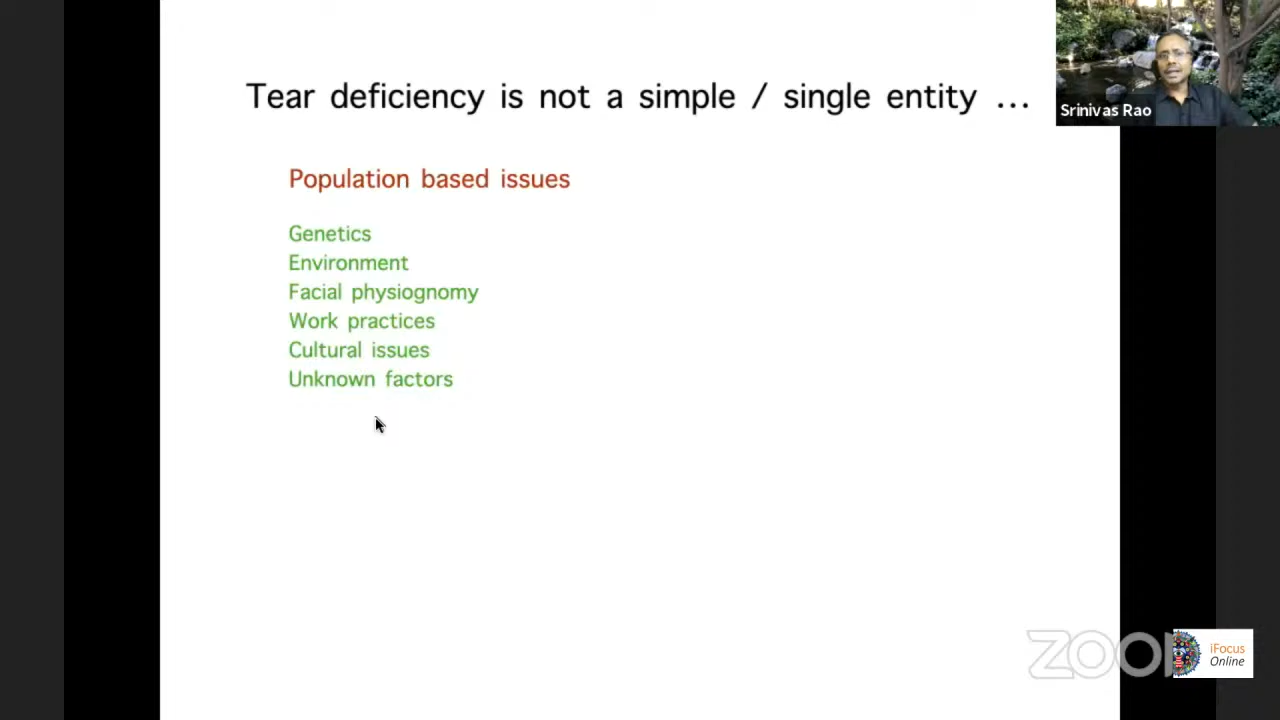 Tear deficiency is not a simple / single entity ...
Srinivas Rao
Population based issues
Genetics
Environment
Facial physiognomy
Work practices
Cultural issues
Unknown factors
iFocus
Online